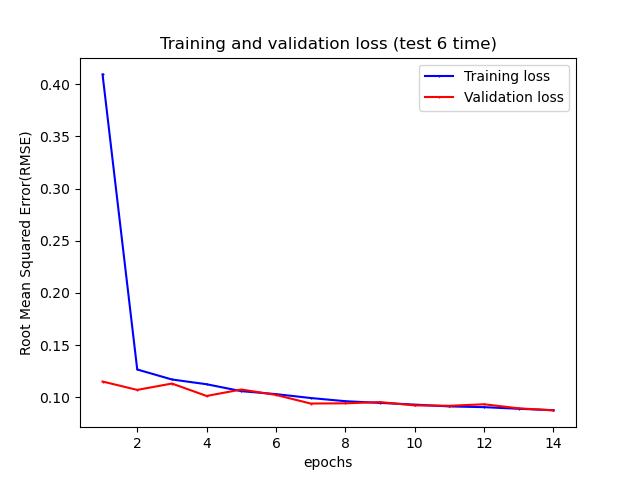 Training and validation loss (test 6 time)
Training loss
Validation loss
0.40
0.35
0.30
0.25
0.20
0.15
0.10
Root Mean Squared Error(RMSE)
2 4 6 8 10 12 14
epochs